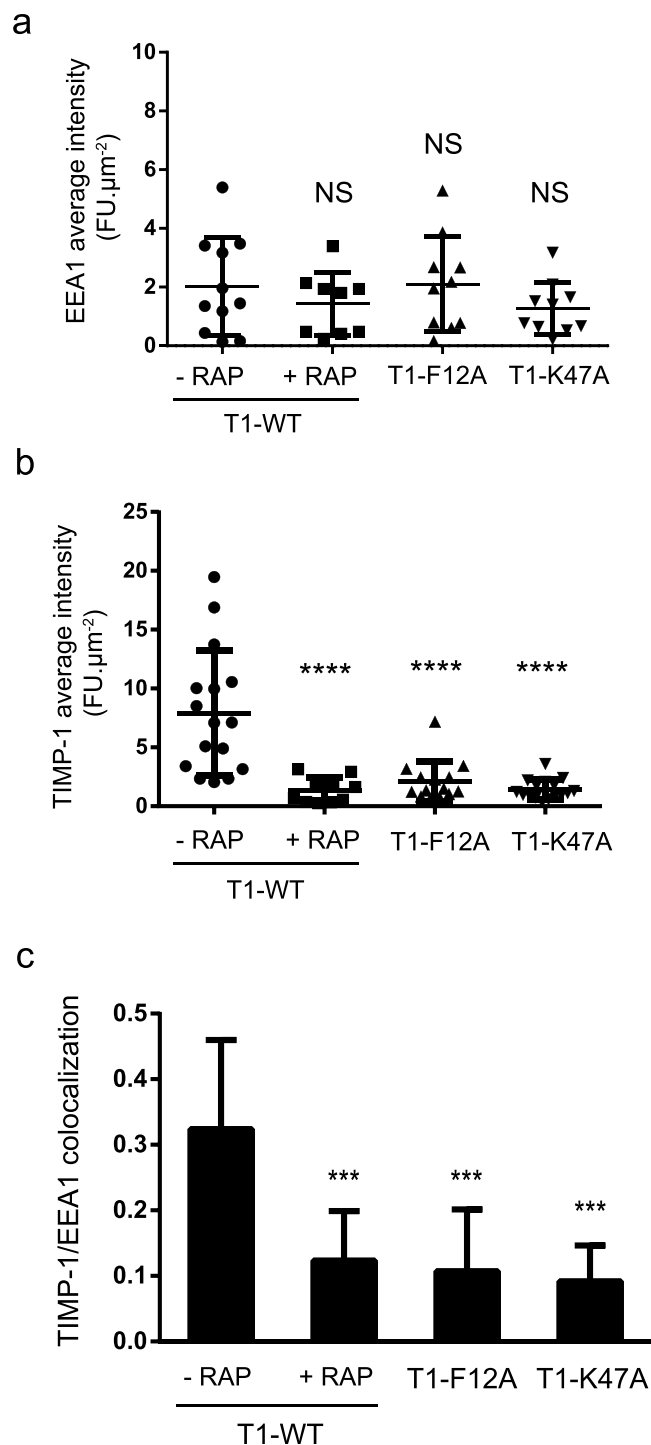 a
EEA1 average intensity
(FU.µm-2)
10
8
6
4
2
0
NS
NS
NS
- RAP
+ RAP
T1-F12A
T1-K47A
T1-WT
b
TIMP-1 average intensity
(FU.µm-2)
25
20
15
10
5
0
****
****
****
- RAP
+ RAP
T1-F12A
T1-K47A
T1-WT
c
TIMP-1/EEA1 colocalization
0.5
0.4
0.3
0.2
0.1
0.0
***
***
***
- RAP
+ RAP
T1-F12A
T1-K47A
T1-WT